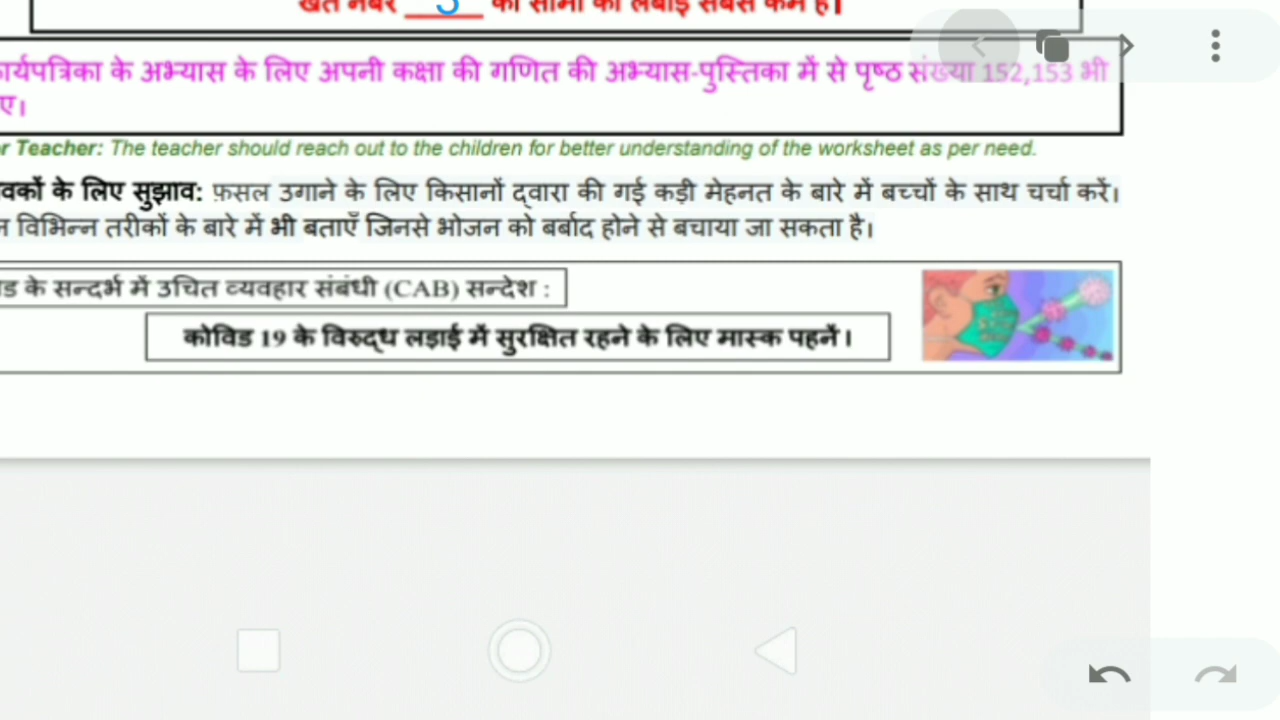 खेत नंबर 3 की सीमा की लंबाई सबसे कम है।
कार्यपत्रिका के अभ्यास के लिए अपनी कक्षा की गणित की अभ्यास-पुस्तिका में से पृष्ठ संख्या 152,153 भी
ए।
r Teacher: The teacher should reach out to the children for better understanding of the worksheet as per need.
वकों के लिए सुझाव: फ़सल उगाने के लिए किसानों द्वारा की गई कड़ी मेहनत के बारे में बच्चों के साथ चर्चा करें।
न विभिन्न तरीकों के बारे में भी बताएँ जिनसे भोजन को बर्बाद होने से बचाया जा सकता है।
ड के सन्दर्भ में उचित व्यवहार संबंधी (CAB) सन्देश :
कोविड 19 के विरुद्ध लड़ाई में सुरक्षित रहने के लिए मास्क पहनें।